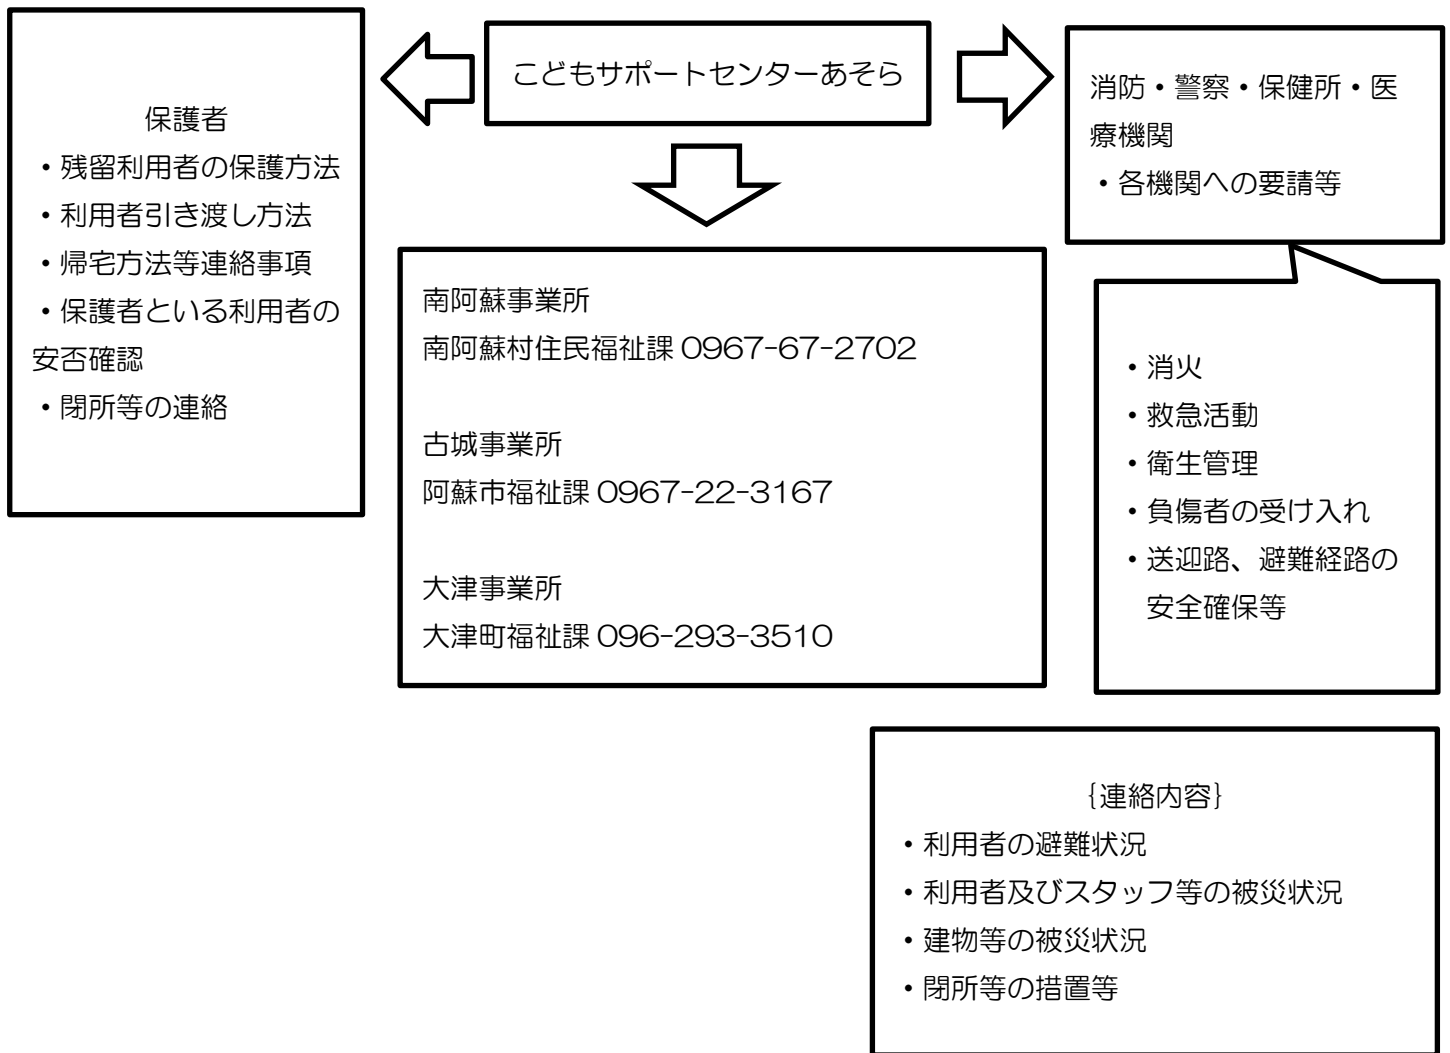 こどもサポートセンターあそら
保護者
・残留利用者の保護方法
・利用者引き渡し方法
・帰宅方法等連絡事項
・保護者といる利用者の
安否確認
・閉所等の連絡
消防・警察・保健所・医
療機関
・各機関への要請等
南阿蘇事業所
南阿蘇村住民福祉課 0967-67-2702
古城事業所
阿蘇市福祉課 0967-22-3167
大津事業所
大津町福祉課 096-293-3510
・消火
・救急活動
・衛生管理
・負傷者の受け入れ
・送迎路、避難経路の
安全確保等
{連絡内容}
・利用者の避難状況
・利用者及びスタッフ等の被災状況
・建物等の被災状況
・閉所等の措置等